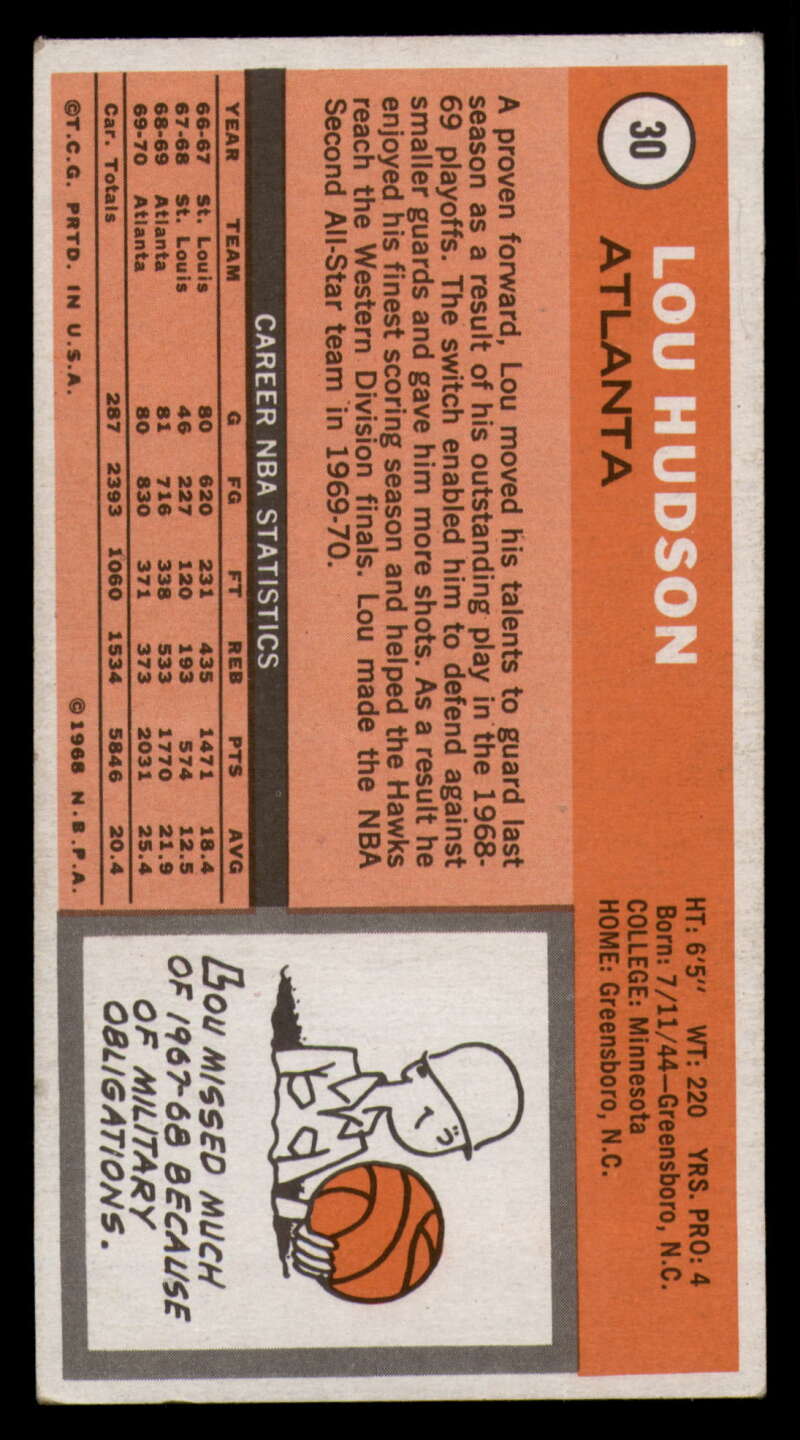 30
LOU HUDSON
ATLANTA
HT: 6'5" WT: 220 YRS. PRO: 4
Born: 7/11/44—Greensboro, N.C.
COLLEGE: Minnesota
HOME: Greensboro, N.C.
A proven forward, Lou moved his talents to guard last
season as a result of his outstanding play in the 1968-
69 playoffs. The switch enabled him to defend against
smaller guards and gave him more shots. As a result he
enjoyed his finest scoring season and helped the Hawks
reach the Western Division finals. Lou made the NBA
Second All-Star team in 1969-70.
CAREER NBA STATISTICS
YEAR TEAM G FG FT REB PTS AVG
66-67 St. Louis 80 620 231 435 1471 18.4
67-68 St. Louis 46 227 120 193 574 12.5
68-69 Atlanta 81 716 338 533 1770 21.9
69-70 Atlanta 80 830 371 373 2031 25.4
Car. Totals 287 2393 1060 1534 5846 20.4
©T.C.G. PRTD. IN U.S.A. ©1968 N.B.P.A.
LOU MISSED MUCH
OF 1967-68 BECAUSE
OF MILITARY
OBLIGATIONS.